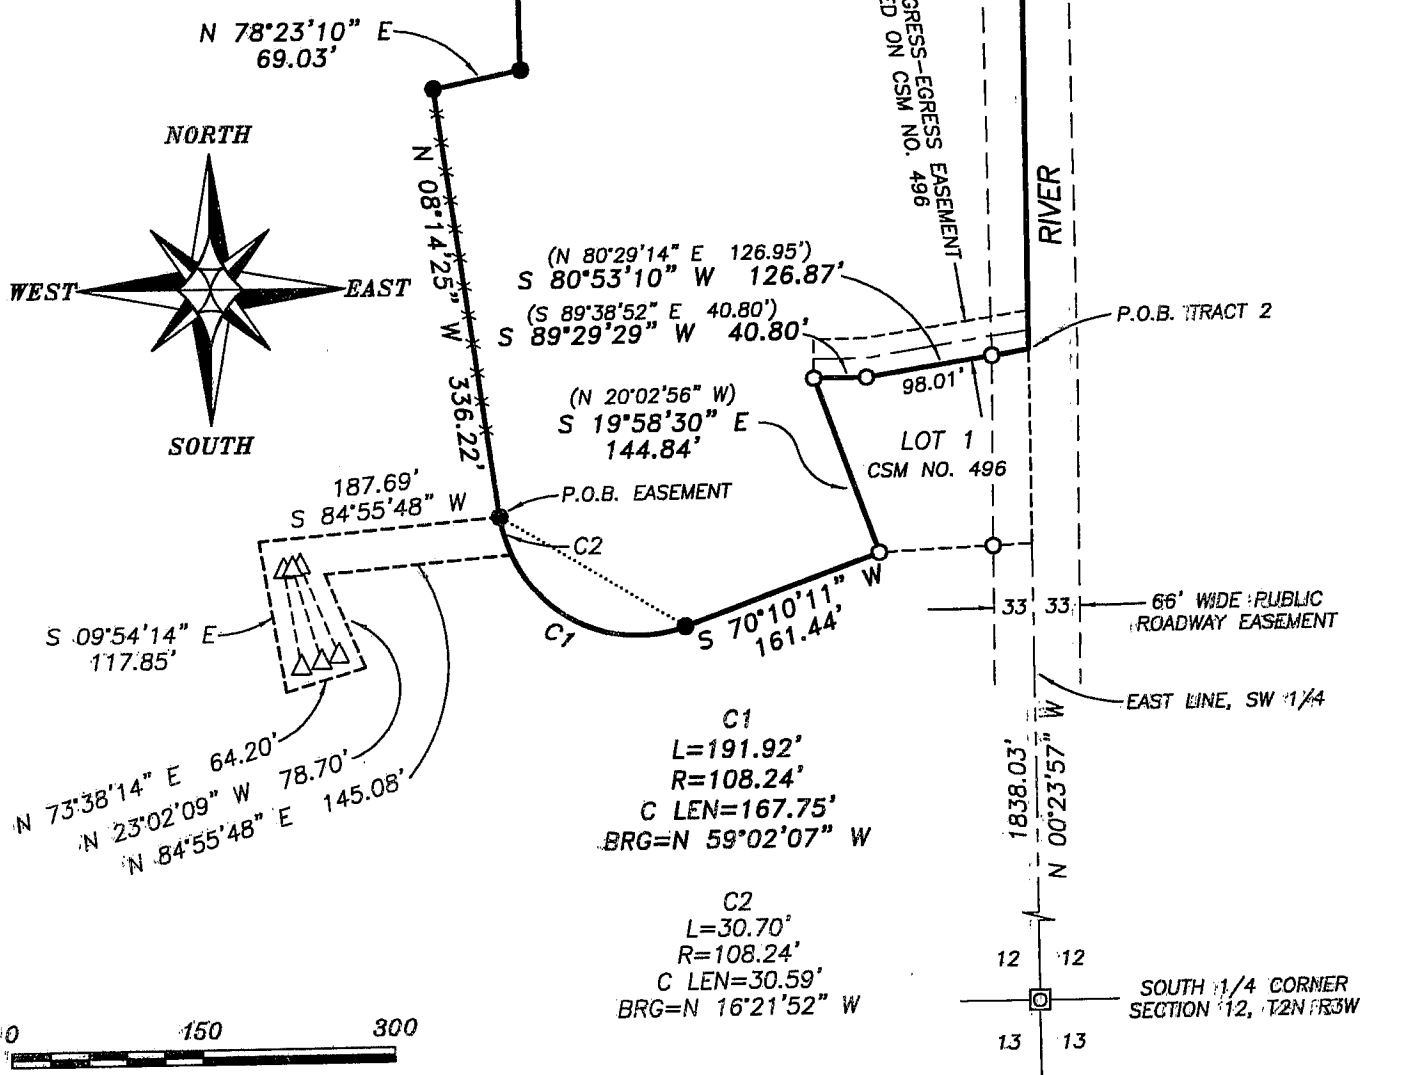 N 78°23'10" E
69.03'
NORTH
WEST
EAST
SOUTH
N 08°14'25" W 336.22'
GRESS-EGRESS EASEMENT
ED ON CSM NO. 496
RIVER
(N 80°29'14" E 126.95')
S 80°53'10" W 126.87'
(S 89°38'52" E 40.80')
S 89°29'29" W 40.80'
P.O.B. TRACT 2
98.01'
(N 20°02'56" W)
S 19°58'30" E
144.84'
LOT 1
CSM NO. 496
187.69'
S 84°55'48" W
P.O.B. EASEMENT
C2
C1
S 70°10'11" W
161.44'
33 33
66' WIDE PUBLIC
ROADWAY EASEMENT
S 09°54'14" E
117.85'
EAST LINE, SW 1/4
N 73°38'14" E 64.20'
N 23°02'09" W 78.70'
N 84°55'48" E 145.08'
C1
L=191.92'
R=108.24'
C LEN=167.75'
BRG=N 59°02'07" W
1838.03'
N 00°23'57" W
C2
L=30.70'
R=108.24'
C LEN=30.59'
BRG=N 16°21'52" W
12 12
SOUTH 1/4 CORNER
SECTION 12, T2N R3W
13 13
0 150 300